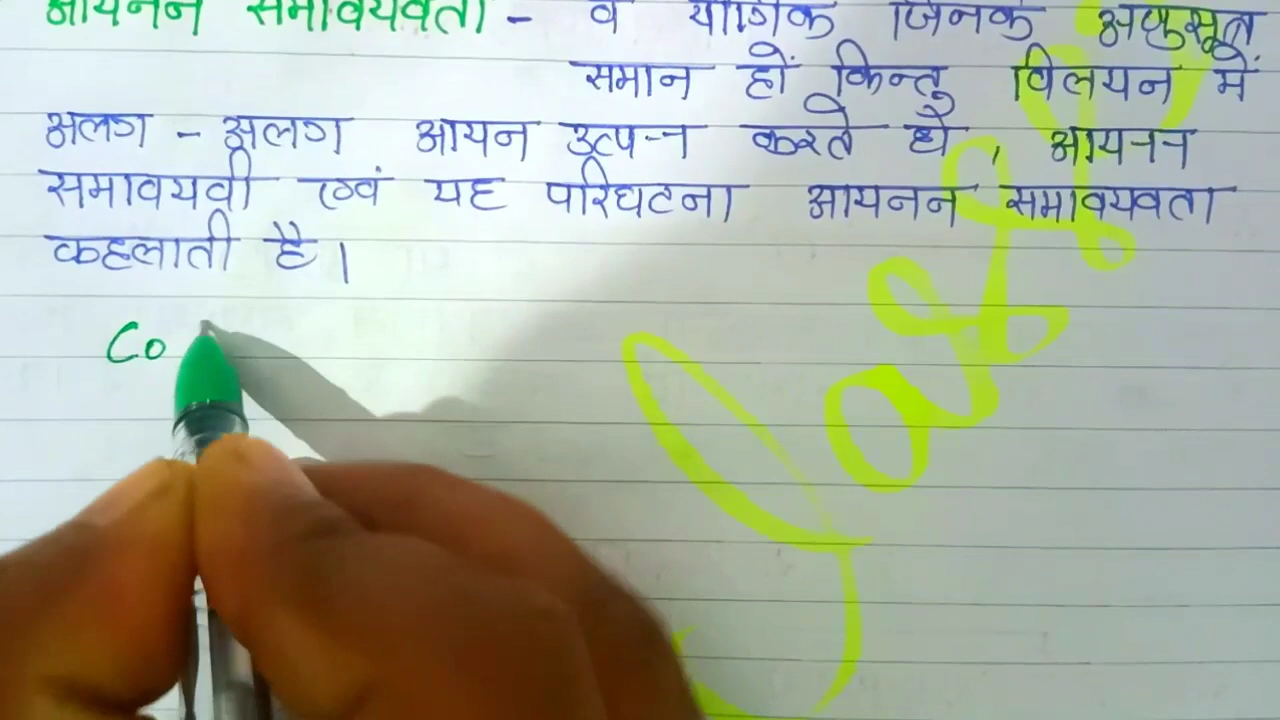 आयनन समावयवता - वे यौगिक जिनके अणुसूत्र
समान हों किन्तु विलयन में
अलग - अलग आयन उत्पन्न करते है , आयनन
समावयवी एवं यह परिघटना आयनन समावयवता
कहलाती है।
Co